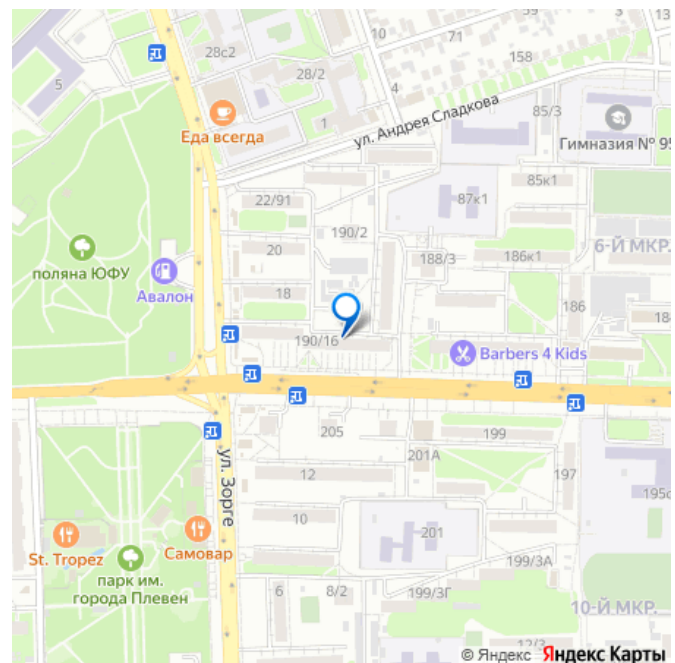 28с2
10
71
53
28/2
158
5
4
Еда всегда
1
ул. Андрея Сладкова
85/3
Гимназия № 95
85к1
22/91
87к1
190/2
20
6-Й МКР.
поляна ЮФУ
188/3
186к1
Авалон
18
186
190/16
Barbers 4 Kids
205
199
201А
ул. Зорге
12
197
195с
10
201
St. Tropez
Самовар
парк им.
города Плевен
199/3А
6
8/2
199/3Г
10-Й МКР.
12/3
© Яндекс Яндекс Карты